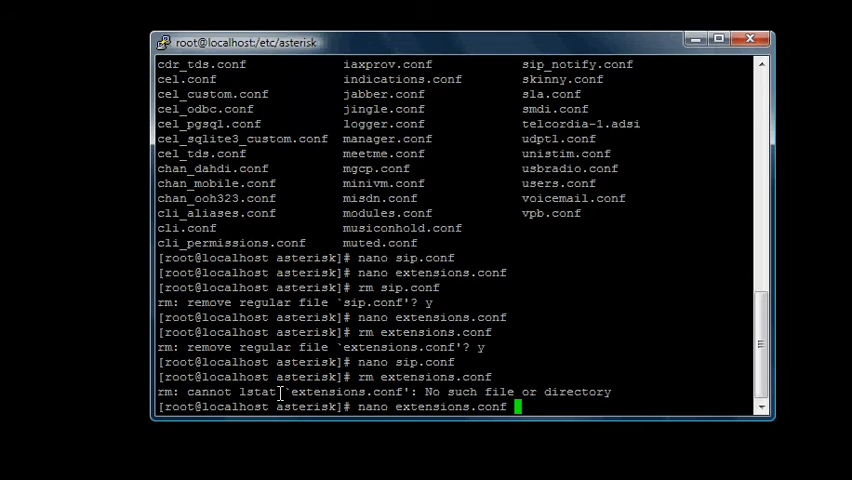 root@localhost:/etc/asterisk
cdr_tds.conf iaxprov.conf sip_notify.conf
cel.conf indications.conf skinny.conf
cel_custom.conf jabber.conf sla.conf
cel_odbc.conf jingle.conf smdi.conf
cel_pgsql.conf logger.conf telcordia-1.adsi
cel_sqlite3_custom.conf manager.conf udptl.conf
cel_tds.conf meetme.conf unistim.conf
chan_dahdi.conf mgcp.conf usbradio.conf
chan_mobile.conf minivm.conf users.conf
chan_ooh323.conf misdn.conf voicemail.conf
cli_aliases.conf modules.conf vpb.conf
cli.conf musiconhold.conf
cli_permissions.conf muted.conf
[root@localhost asterisk]# nano sip.conf
[root@localhost asterisk]# nano extensions.conf
[root@localhost asterisk]# rm sip.conf
rm: remove regular file `sip.conf'? y
[root@localhost asterisk]# nano extensions.conf
[root@localhost asterisk]# rm extensions.conf
rm: remove regular file `extensions.conf'? y
[root@localhost asterisk]# nano sip.conf
[root@localhost asterisk]# rm extensions.conf
rm: cannot lstat `extensions.conf': No such file or directory
[root@localhost asterisk]# nano extensions.conf